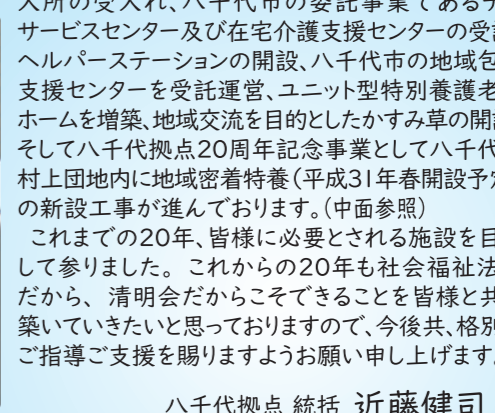 入所の受入れ、八千代市の委託事業であるデ
サービスセンター及び在宅介護支援センターの受託
ヘルパーステーションの開設、八千代市の地域包
支援センターを受託運営、ユニット型特別養護老
ホームを増築、地域交流を目的としたかすみ草の開設
そして八千代拠点20周年記念事業として八千代
村上団地内に地域密着特養（平成31年春開設予定
の新設工事が進んでおります。（中面参照）
これまでの20年、皆様に必要とされる施設を目
して参りました。これからの20年も社会福祉法
だから、清明会だからこそできることを皆様と共
築いていきたいと思っておりますので、今後共、格別
ご指導ご支援を賜りますようお願い申し上げます。
八千代拠点 統括 近藤健司